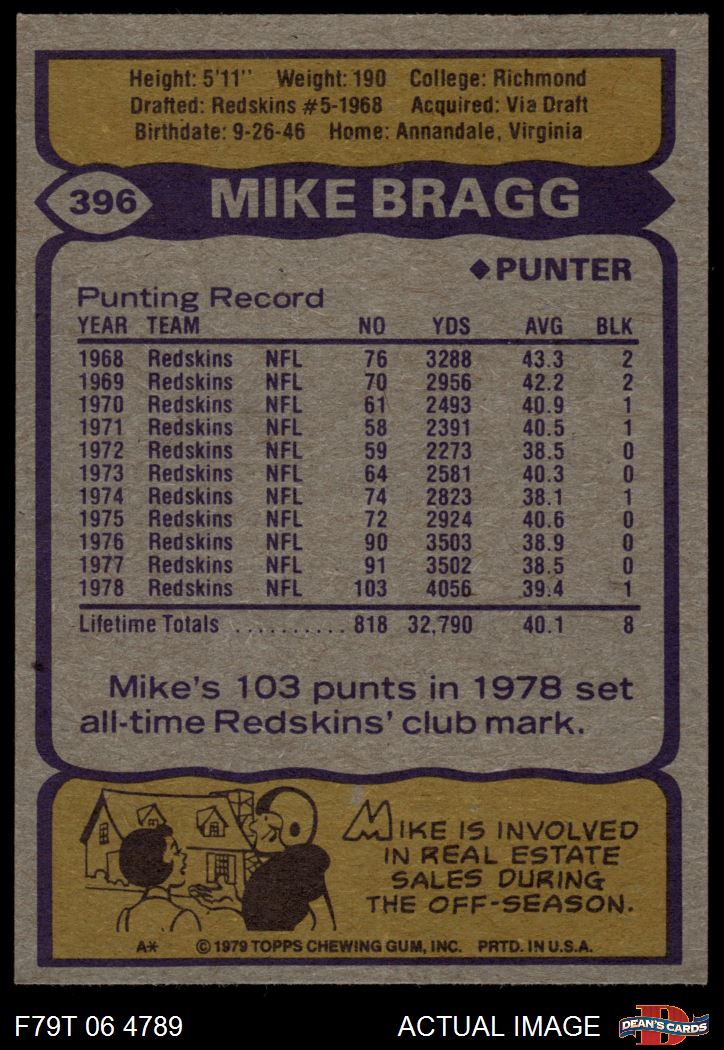 Height: 5'11" Weight: 190 College: Richmond
Drafted: Redskins #5-1968 Acquired: Via Draft
Birthdate: 9-26-46 Home: Annandale, Virginia
396 MIKE BRAGG
◆PUNTER
Punting Record
YEAR TEAM NO YDS AVG BLK
1968 Redskins NFL 76 3288 43.3 2
1969 Redskins NFL 70 2956 42.2 2
1970 Redskins NFL 61 2493 40.9 1
1971 Redskins NFL 58 2391 40.5 1
1972 Redskins NFL 59 2273 38.5 0
1973 Redskins NFL 64 2581 40.3 0
1974 Redskins NFL 74 2823 38.1 1
1975 Redskins NFL 72 2924 40.6 0
1976 Redskins NFL 90 3503 38.9 0
1977 Redskins NFL 91 3502 38.5 0
1978 Redskins NFL 103 4056 39.4 1
Lifetime Totals .......... 818 32,790 40.1 8
Mike's 103 punts in 1978 set
all-time Redskins' club mark.
MIKE IS INVOLVED
IN REAL ESTATE
SALES DURING
THE OFF-SEASON.
A* © 1979 TOPPS CHEWING GUM, INC. PRTD. IN U.S.A.
F79T 06 4789 ACTUAL IMAGE D DEAN'S CARDS